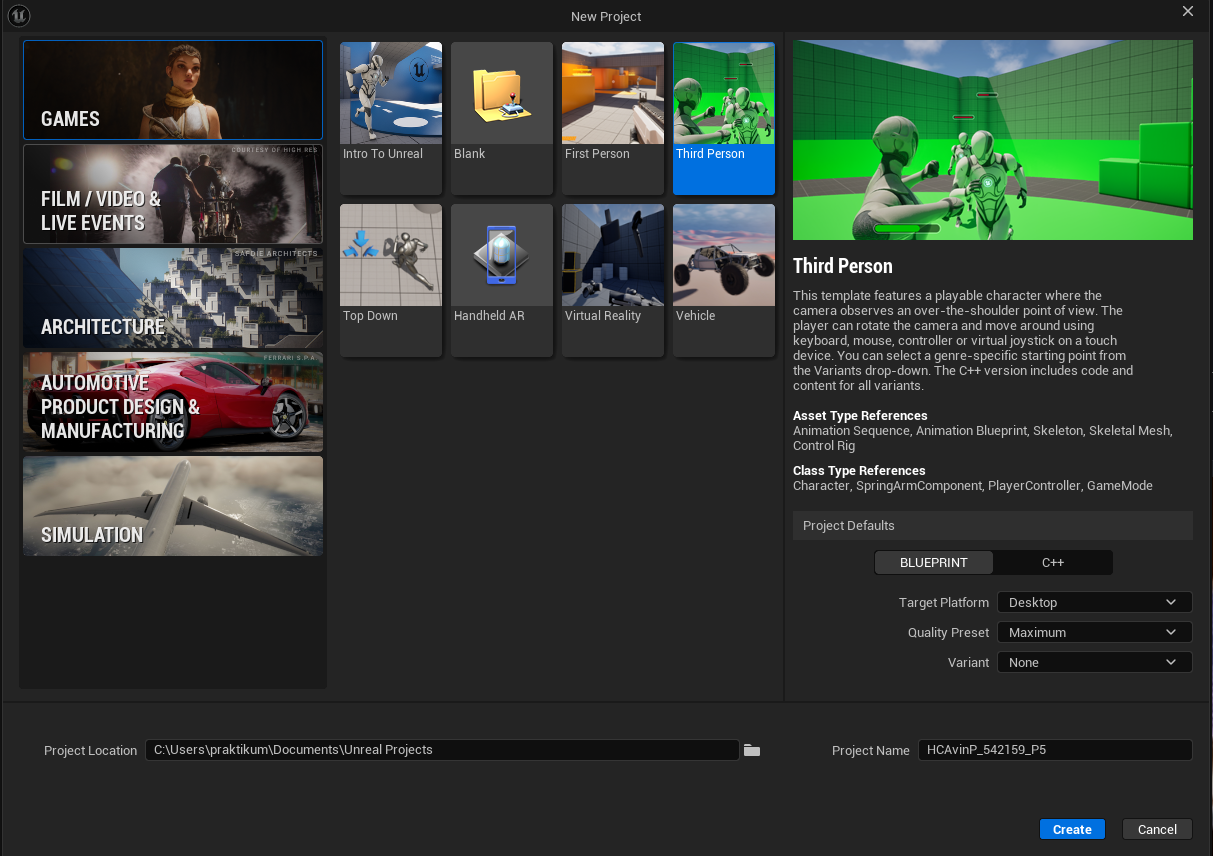 New Project
GAMES
COURTESY OF HIGH RES
FILM / VIDEO &
LIVE EVENTS
SAFDIE ARCHITECTS
ARCHITECTURE
FERRARI S.P.A.
AUTOMOTIVE
PRODUCT DESIGN &
MANUFACTURING
SIMULATION
Intro To Unreal
Blank
First Person
Third Person
Top Down
Handheld AR
Virtual Reality
Vehicle
Third Person
This template features a playable character where the
camera observes an over-the-shoulder point of view. The
player can rotate the camera and move around using
keyboard, mouse, controller or virtual joystick on a touch
device. You can select a genre-specific starting point from
the Variants drop-down. The C++ version includes code and
content for all variants.
Asset Type References
Animation Sequence, Animation Blueprint, Skeleton, Skeletal Mesh,
Control Rig
Class Type References
Character, SpringArmComponent, PlayerController, GameMode
Project Defaults
BLUEPRINT C++
Target Platform Desktop
Quality Preset Maximum
Variant None
Project Location C:\Users\praktikum\Documents\Unreal Projects
Project Name HCAvinP_542159_P5
Create Cancel